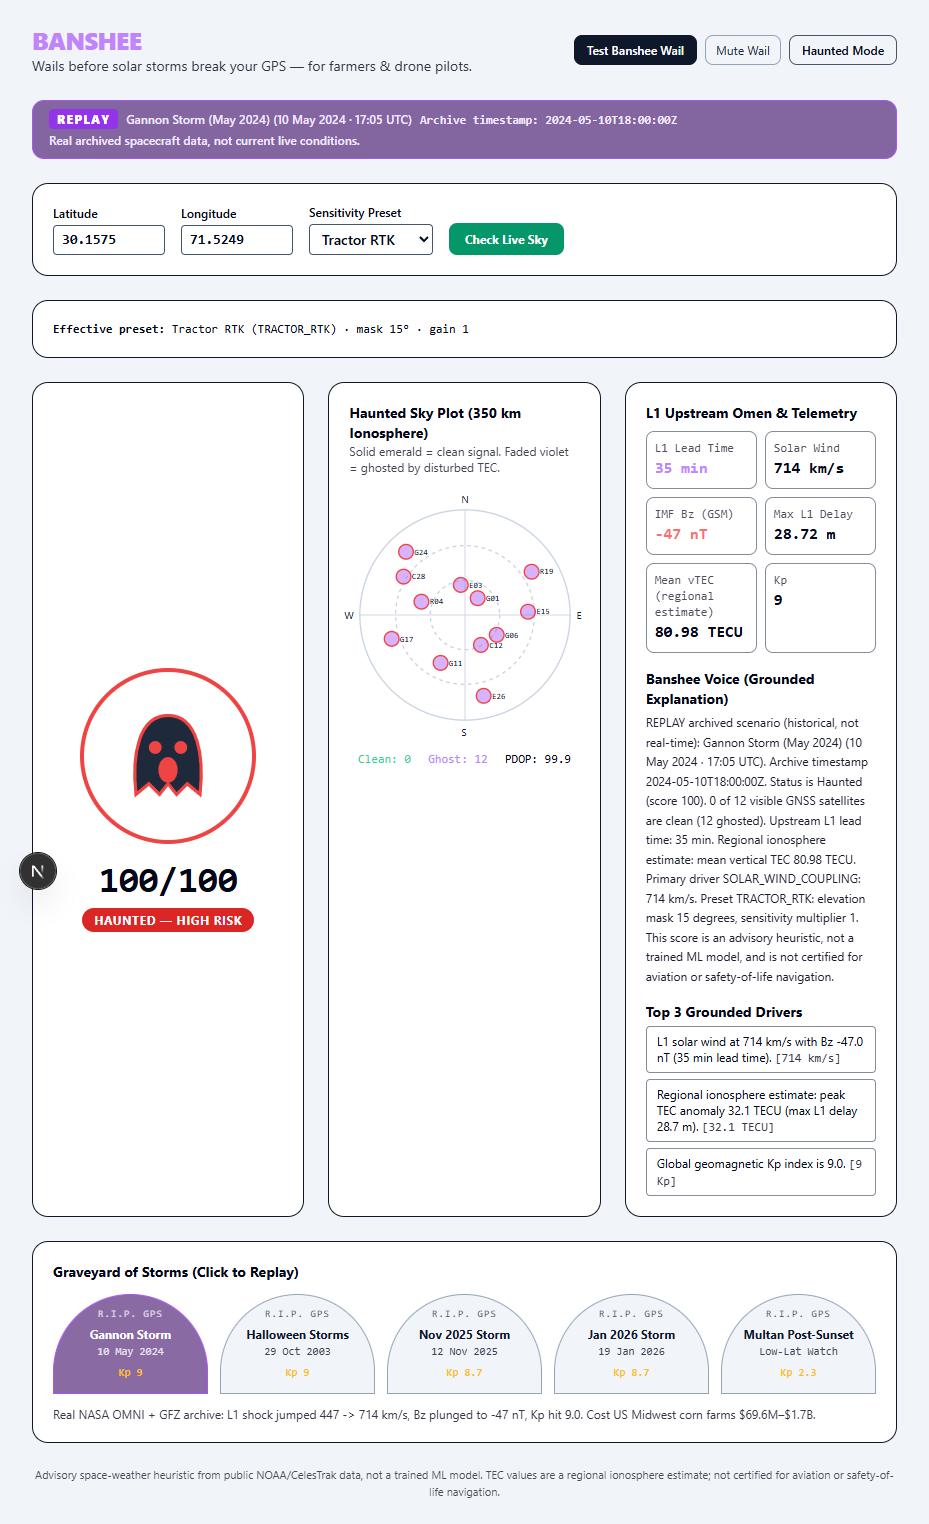 BANSHEE
Wails before solar storms break your GPS — for farmers & drone pilots.
Test Banshee Wail
Mute Wail
Haunted Mode
REPLAY Gannon Storm (May 2024) (10 May 2024 · 17:05 UTC) Archive timestamp: 2024-05-10T18:00:00Z
Real archived spacecraft data, not current live conditions.
Latitude
Longitude
Sensitivity Preset
30.1575
71.5249
Tractor RTK
Check Live Sky
Effective preset: Tractor RTK (TRACTOR_RTK) · mask 15° · gain 1
100/100
HAUNTED — HIGH RISK
Haunted Sky Plot (350 km
Ionosphere)
Solid emerald = clean signal. Faded violet
= ghosted by disturbed TEC.
N
G24
C28
R19
E03
G01
R04
E15
W
E
G06
G17
C12
G11
E26
S
Clean: 0 Ghost: 12 PDOP: 99.9
L1 Upstream Omen & Telemetry
L1 Lead Time
35 min
Solar Wind
714 km/s
IMF Bz (GSM)
-47 nT
Max L1 Delay
28.72 m
Mean vTEC
(regional
estimate)
80.98 TECU
Kp
9
Banshee Voice (Grounded
Explanation)
REPLAY archived scenario (historical, not
real-time): Gannon Storm (May 2024) (10
May 2024 · 17:05 UTC). Archive timestamp
2024-05-10T18:00:00Z. Status is Haunted
(score 100). 0 of 12 visible GNSS satellites
are clean (12 ghosted). Upstream L1 lead
time: 35 min. Regional ionosphere
estimate: mean vertical TEC 80.98 TECU.
Primary driver SOLAR_WIND_COUPLING:
714 km/s. Preset TRACTOR_RTK: elevation
mask 15 degrees, sensitivity multiplier 1.
This score is an advisory heuristic, not a
trained ML model, and is not certified for
aviation or safety-of-life navigation.
Top 3 Grounded Drivers
L1 solar wind at 714 km/s with Bz -47.0
nT (35 min lead time). [714 km/s]
Regional ionosphere estimate: peak
TEC anomaly 32.1 TECU (max L1 delay
28.7 m). [32.1 TECU]
Global geomagnetic Kp index is 9.0. [9
Kp]
N
Graveyard of Storms (Click to Replay)
R.I.P. GPS
Gannon Storm
10 May 2024
Kp 9
R.I.P. GPS
Halloween Storms
29 Oct 2003
Kp 9
R.I.P. GPS
Nov 2025 Storm
12 Nov 2025
Kp 8.7
R.I.P. GPS
Jan 2026 Storm
19 Jan 2026
Kp 8.7
R.I.P. GPS
Multan Post-Sunset
Low-Lat Watch
Kp 2.3
Real NASA OMNI + GFZ archive: L1 shock jumped 447 -> 714 km/s, Bz plunged to -47 nT, Kp hit 9.0. Cost US Midwest corn farms $69.6M–$1.7B.
Advisory space-weather heuristic from public NOAA/CelesTrak data, not a trained ML model. TEC values are a regional ionosphere estimate; not certified for aviation or safety-of-
life navigation.